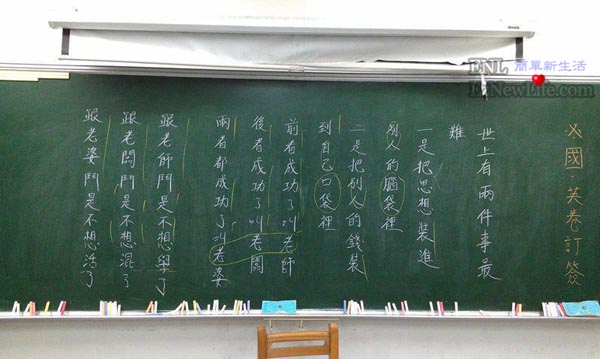 簡單新生活
NewLife.com
國、英卷訂簽
世上有兩件事最
難
一是把思想裝進
別人的腦袋裡
二是把別人的錢裝
到自己口袋裡
前者成功了叫老師
後者成功了叫老闆
兩者都成功了叫老婆
跟老師鬥是不想學了
跟老闆鬥是不想混了
跟老婆鬥是不想活了